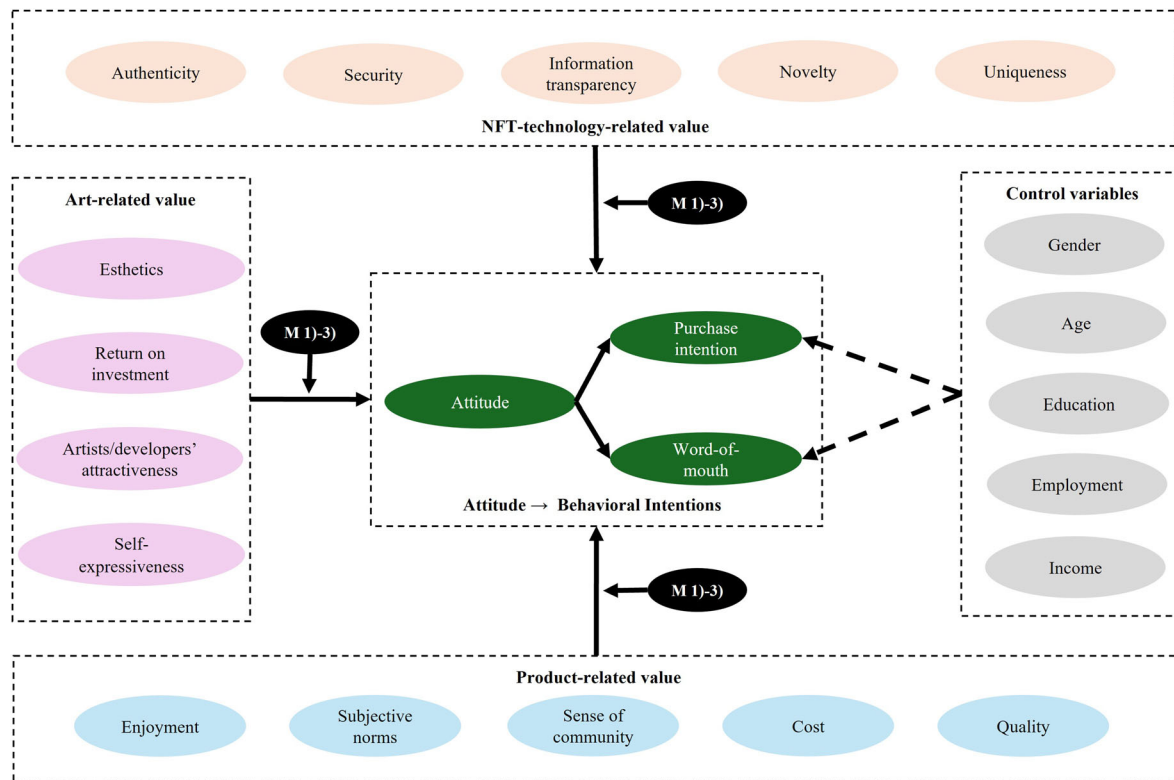 Authenticity
Security
Information
transparency
Novelty
Uniqueness
NFT-technology-related value
Art-related value
Esthetics
Return on
investment
Artists/developers'
attractiveness
Self-
expressiveness
M 1)-3)
M 1)-3)
Purchase
intention
Attitude
Word-of-
mouth
Attitude → Behavioral Intentions
M 1)-3)
Control variables
Gender
Age
Education
Employment
Income
Product-related value
Enjoyment
Subjective
norms
Sense of
community
Cost
Quality